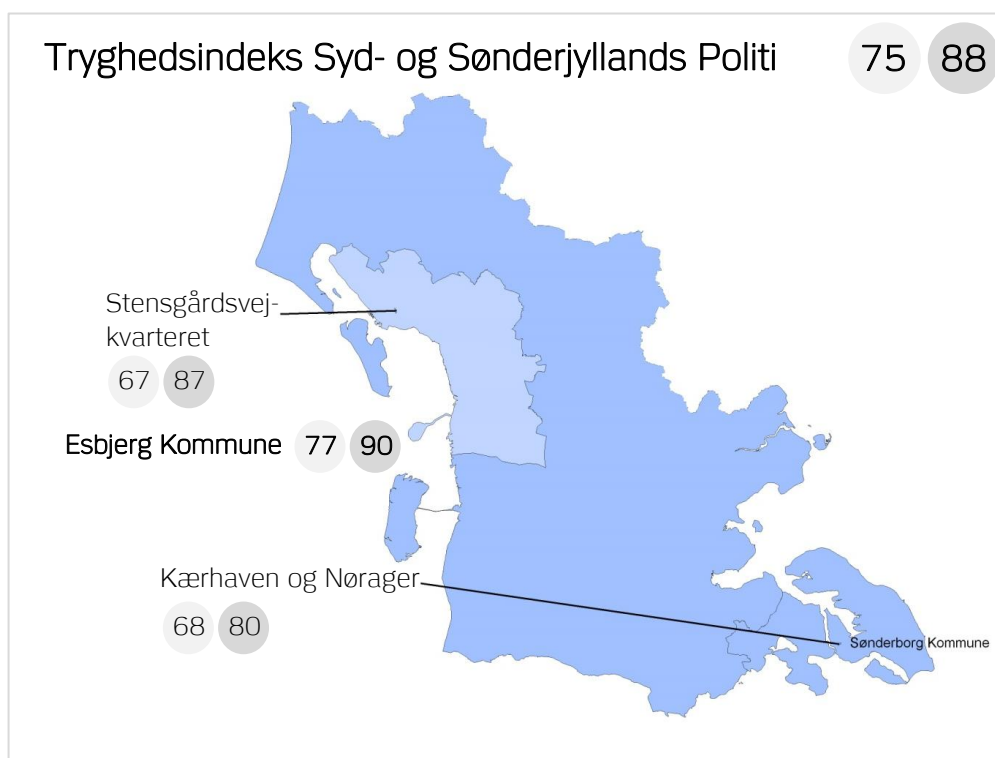 Tryghedsindeks Syd- og Sønderjyllands Politi 75 88
Stensgårdsvej-
kvarteret
67 87
Esbjerg Kommune 77 90
Kærhaven og Nørager
68 80
Sønderborg Kommune